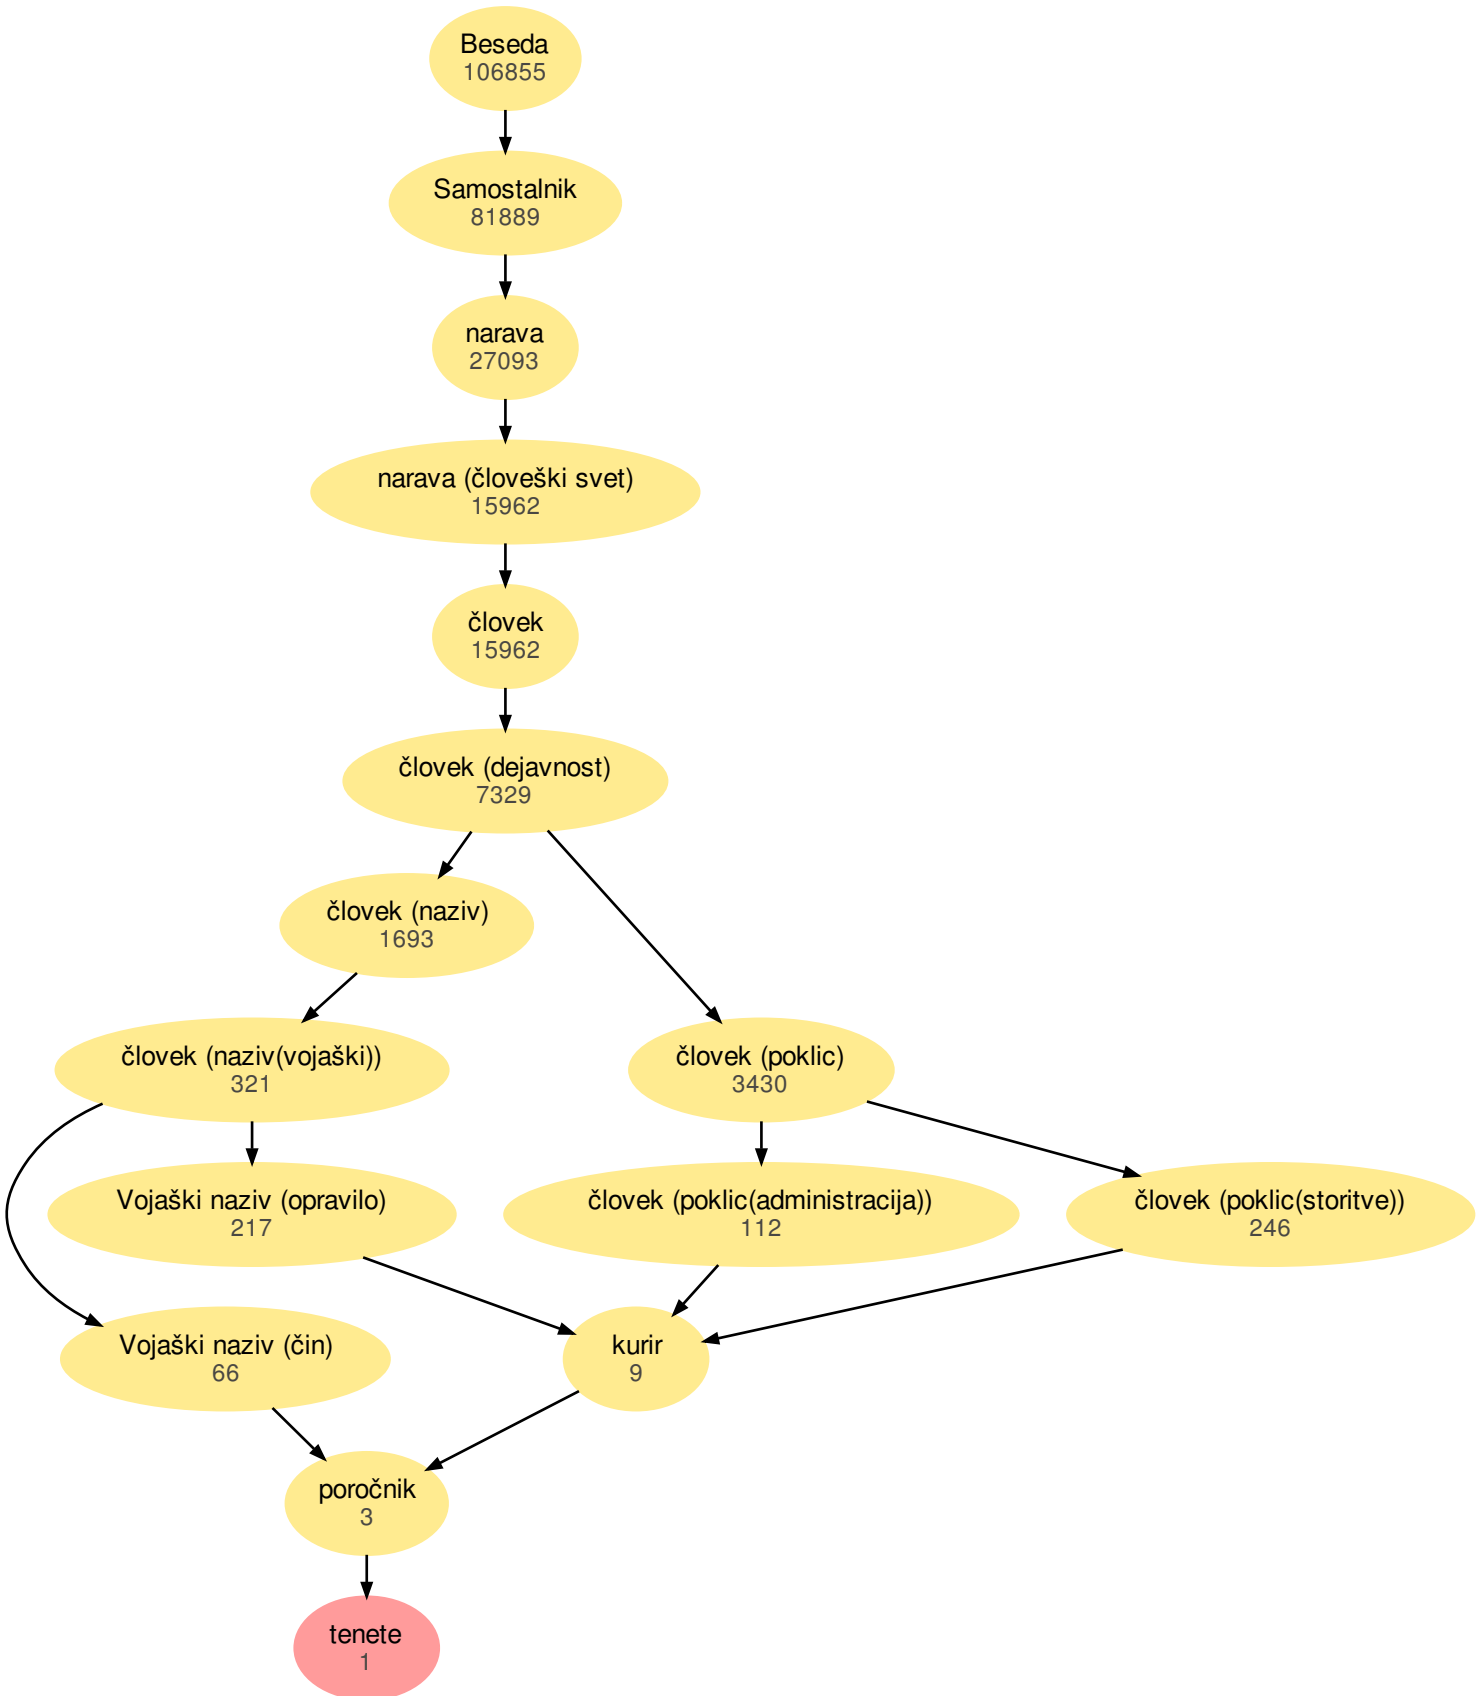 Beseda
106855
Samostalnik
81889
narava
27093
narava (človeški svet)
15962
človek
15962
človek (dejavnost)
7329
človek (naziv)
1693
človek (naziv(vojaški))
321
človek (poklic)
3430
Vojaški naziv (opravilo)
217
človek (poklic(administracija))
112
človek (poklic(storitve))
246
Vojaški naziv (čin)
66
kurir
9
poročnik
3
tenete
1